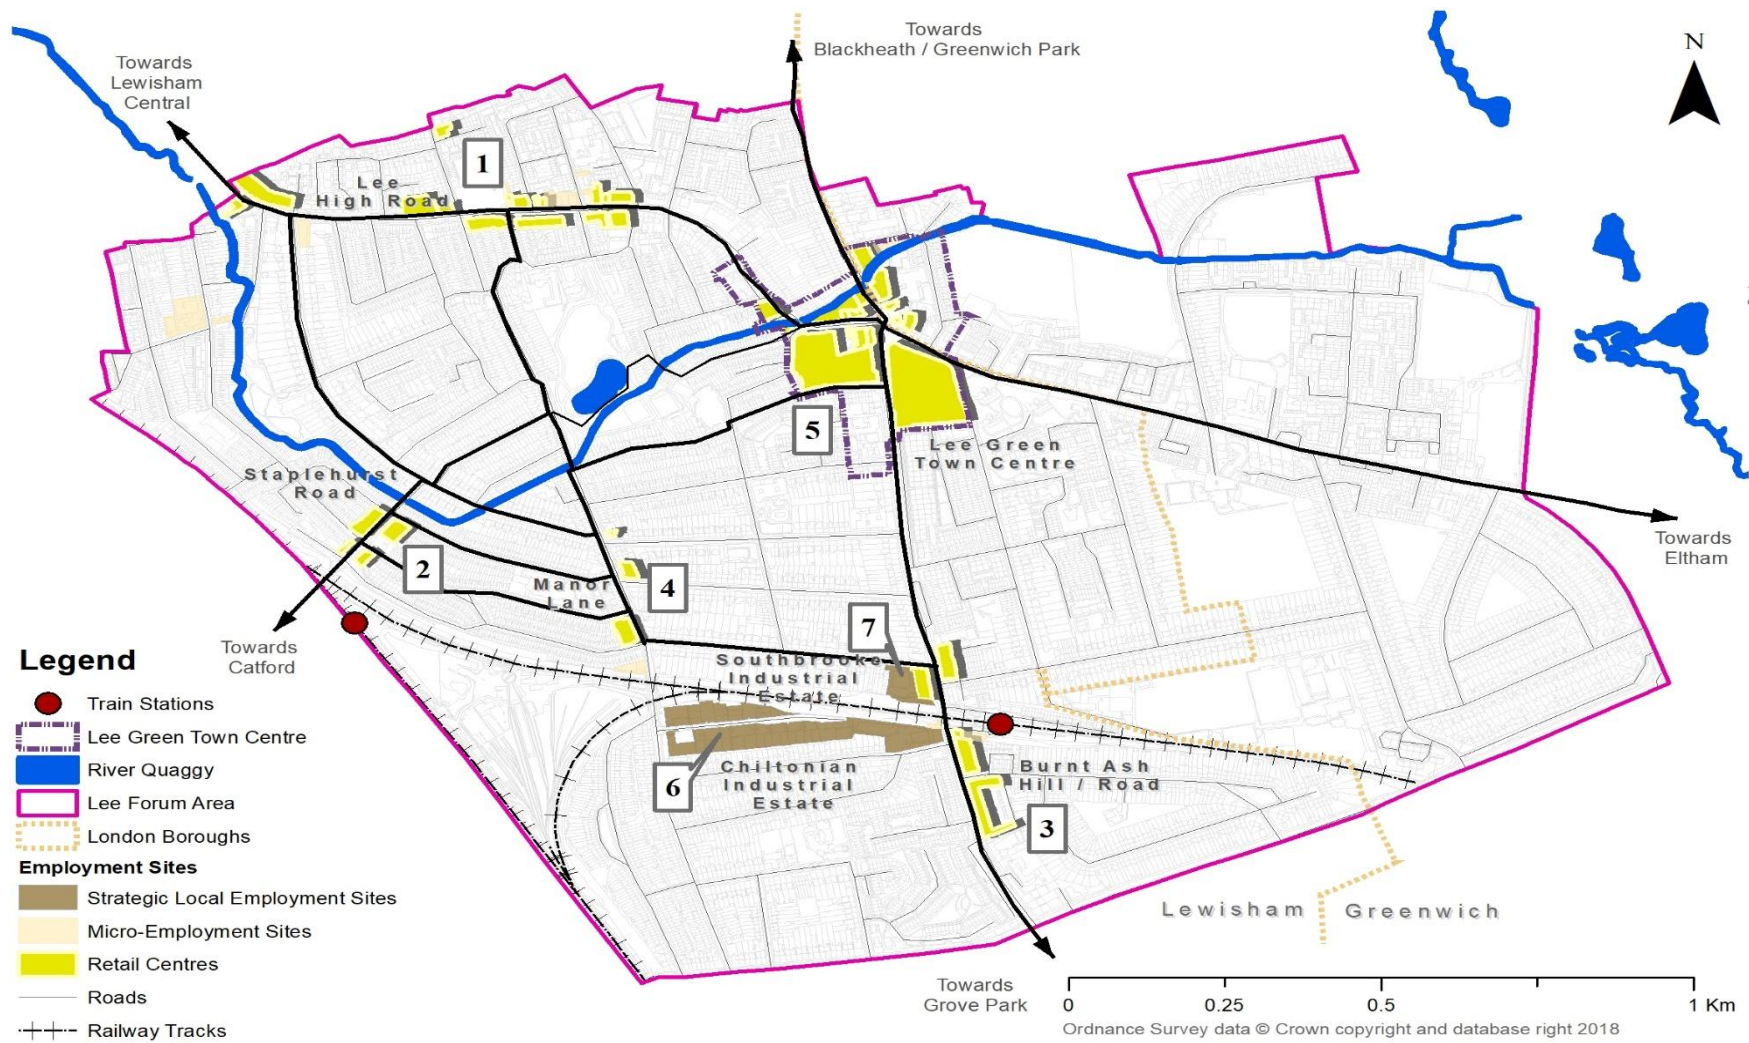 Towards
Blackheath / Greenwich Park
N
Towards
Lewisham
Central
1
Lee
High Road
5
Lee Green
Town Centre
Staplehurst
Road
Towards
Eltham
2
Manor
Lane
4
7
Towards
Catford
Southbrooke
Industrial
Estate
6
Chiltonian
Industrial
Estate
Burnt Ash
Hill / Road
3
Lewisham
Greenwich
Towards
Grove Park
Legend
Train Stations
Lee Green Town Centre
River Quaggy
Lee Forum Area
London Boroughs
Employment Sites
Strategic Local Employment Sites
Micro-Employment Sites
Retail Centres
Roads
Railway Tracks
0 0.25 0.5 1 Km
Ordnance Survey data © Crown copyright and database right 2018